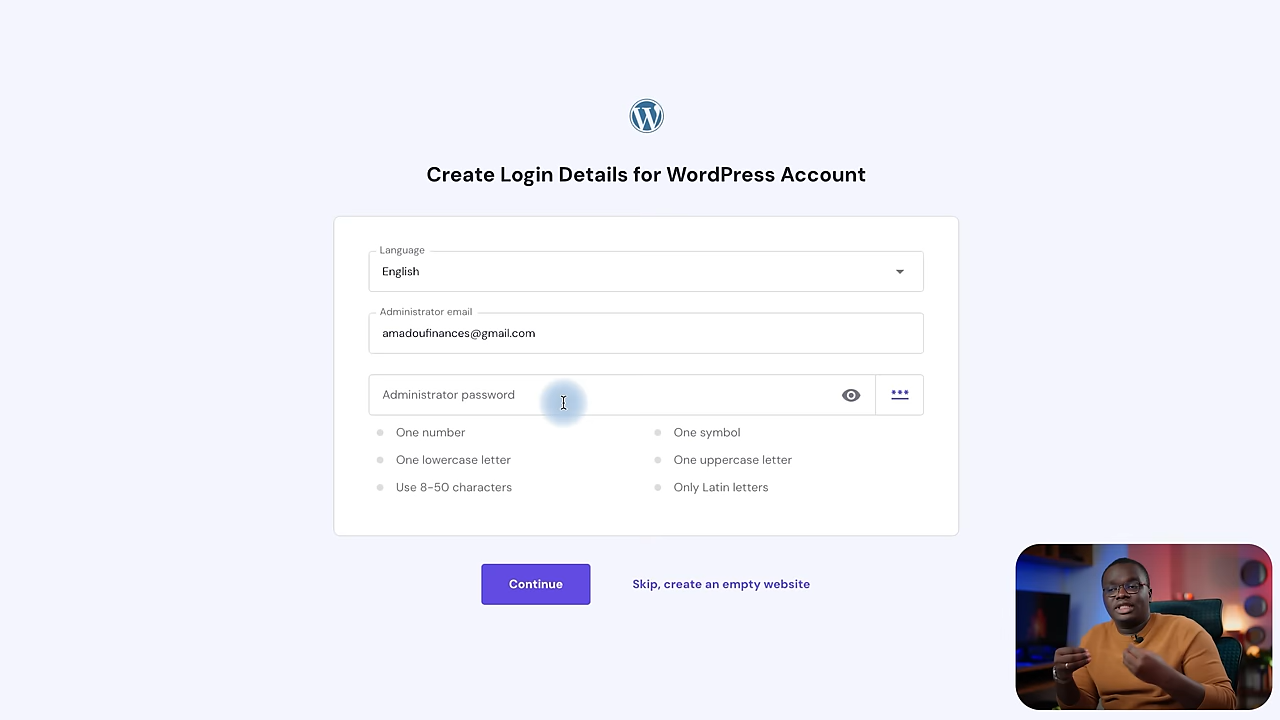 Create Login Details for WordPress Account
Language
English
Administrator email
amadoufinances@gmail.com
Administrator password
One number
One symbol
One lowercase letter
One uppercase letter
Use 8-50 characters
Only Latin letters
Continue
Skip, create an empty website